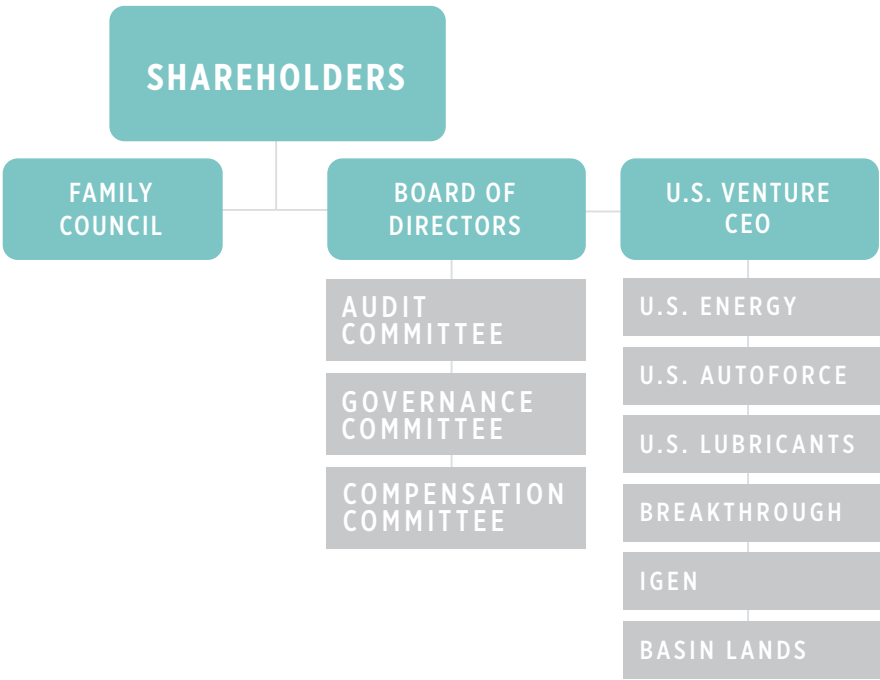 SHAREHOLDERS
FAMILY
COUNCIL
BOARD OF
DIRECTORS
U.S. VENTURE
CEO
AUDIT
COMMITTEE
GOVERNANCE
COMMITTEE
COMPENSATION
COMMITTEE
U.S. ENERGY
U.S. AUTOFORCE
U.S. LUBRICANTS
BREAKTHROUGH
IGEN
BASIN LANDS